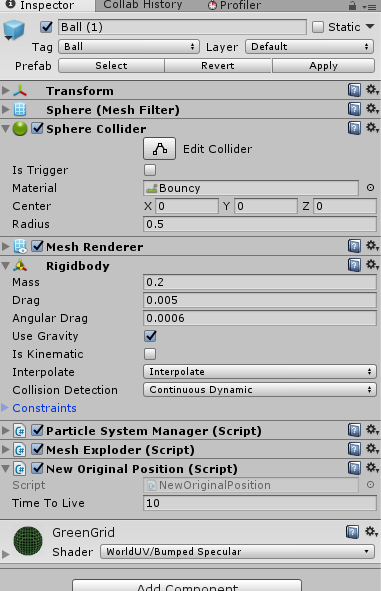 Inspector Collab History Profiler
Ball (1) Static
Tag Ball Layer Default
Prefab Select Revert Apply
Transform
Sphere (Mesh Filter)
Sphere Collider
Edit Collider
Is Trigger
Material Bouncy
Center X 0 Y 0 Z 0
Radius 0.5
Mesh Renderer
Rigidbody
Mass 0.2
Drag 0.005
Angular Drag 0.0006
Use Gravity
Is Kinematic
Interpolate Interpolate
Collision Detection Continuous Dynamic
Constraints
Particle System Manager (Script)
Mesh Exploder (Script)
New Original Position (Script)
Script NewOriginalPosition
Time To Live 10
GreenGrid
Shader WorldUV/Bumped Specular
Add Component